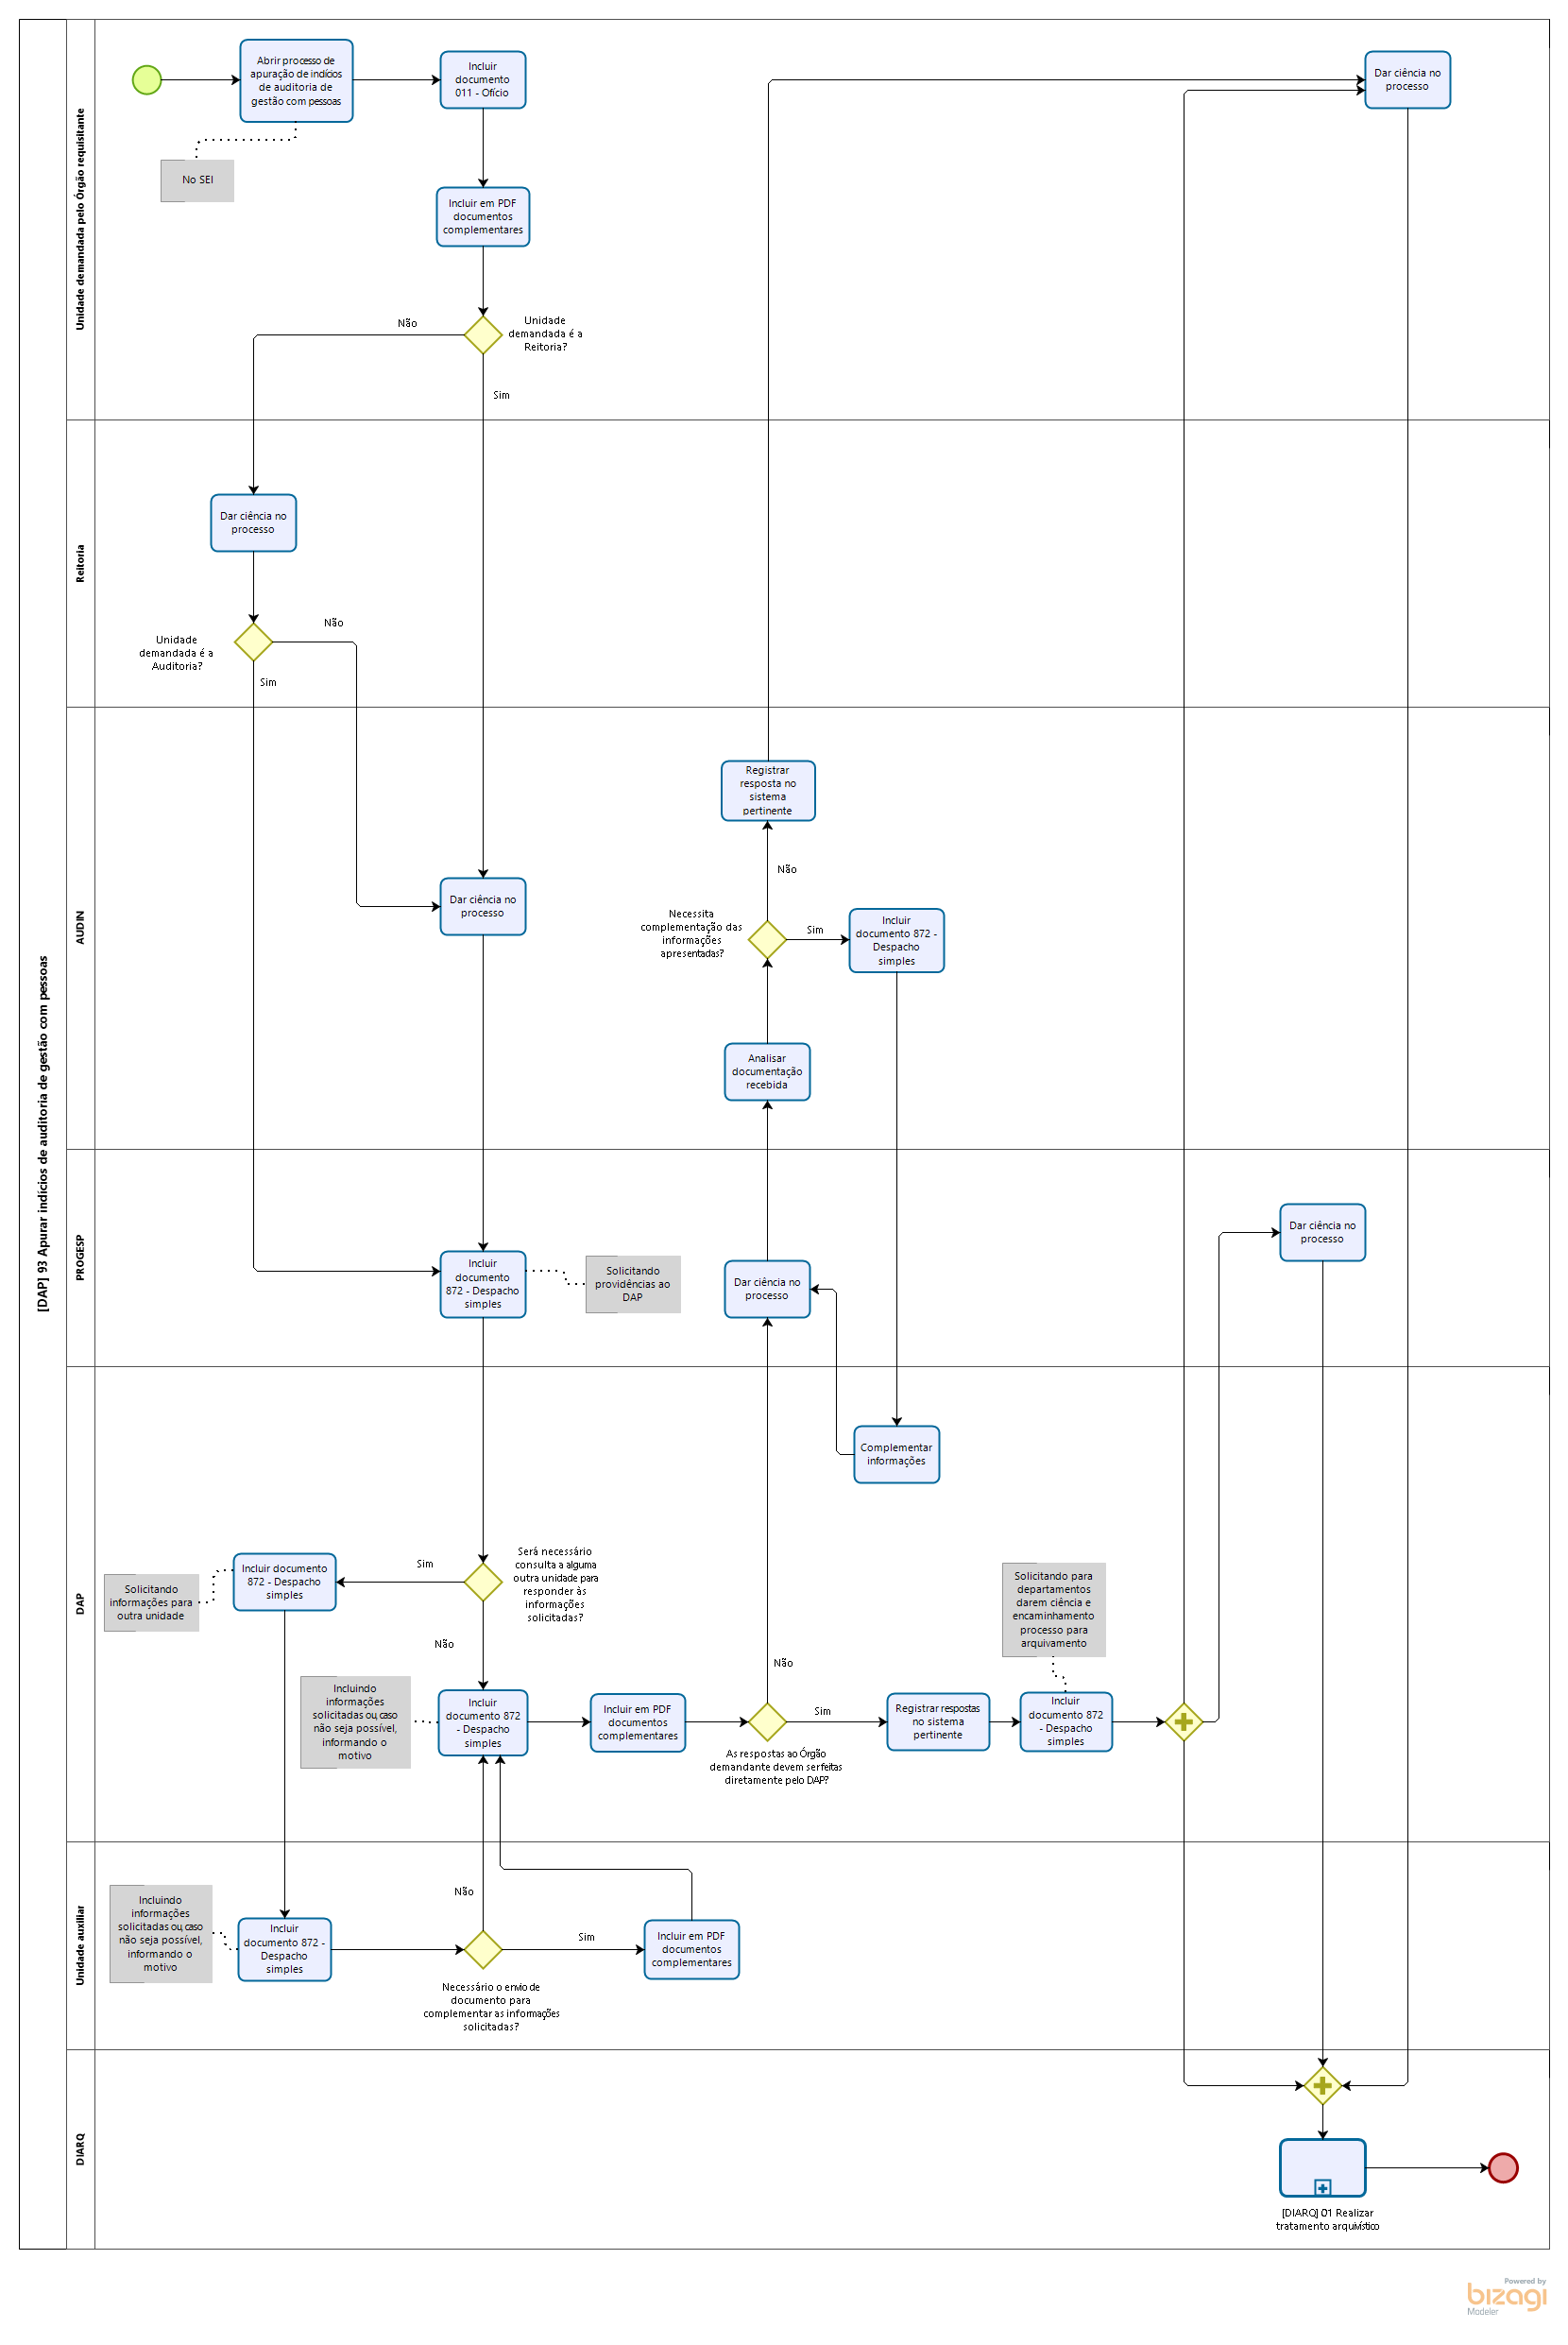 [DAP] 93 Apurar indícios de auditoria de gestão com pessoas
Unidade demandada pelo Órgão requisitante
Abrir processo de
apuração de indícios
de auditoria de
gestão com pessoas
No SEI
Incluir
documento
011 - Ofício
Incluir em PDF
documentos
complementares
Unidade
demandada é a
Reitoria?
Não
Sim
Dar ciência no
processo
Reitoria
Dar ciência no
processo
Unidade
demandada é a
Auditoria?
Não
Sim
AUDIN
Dar ciência no
processo
Registrar
resposta no
sistema
pertinente
Não
Necessita
complementação das
informações
apresentadas?
Sim
Incluir
documento 872 -
Despacho
simples
Analisar
documentação
recebida
PROGESP
Incluir
documento
872 - Despacho
simples
Solicitando
providências ao
DAP
Dar ciência no
processo
Dar ciência no
processo
DAP
Complementar
informações
Será necessário
consulta a alguma
outra unidade para
responder às
informações
solicitadas?
Sim
Não
Incluir documento
872 - Despacho
simples
Solicitando
informações para
outra unidade
Incluindo
informações
solicitadas ou, caso
não seja possível,
informando o
motivo
Incluir
documento 872
- Despacho
simples
Incluir em PDF
documentos
complementares
Não
Sim
As respostas ao Órgão
demandante devem ser feitas
diretamente pelo DAP?
Registrar respostas
no sistema
pertinente
Solicitando para
departamentos
darem ciência e
encaminhamento
processo para
arquivamento
Incluir
documento 872
- Despacho
simples
Unidade auxiliar
Incluindo
informações
solicitadas ou, caso
não seja possível,
informando o
motivo
Incluir
documento 872 -
Despacho
simples
Não
Sim
Necessário o envio de
documento para
complementar as informações
solicitadas?
Incluir em PDF
documentos
complementares
DIARQ
[DIARQ] 01 Realizar
tratamento arquivístico
Powered by
bizagi
Modeler